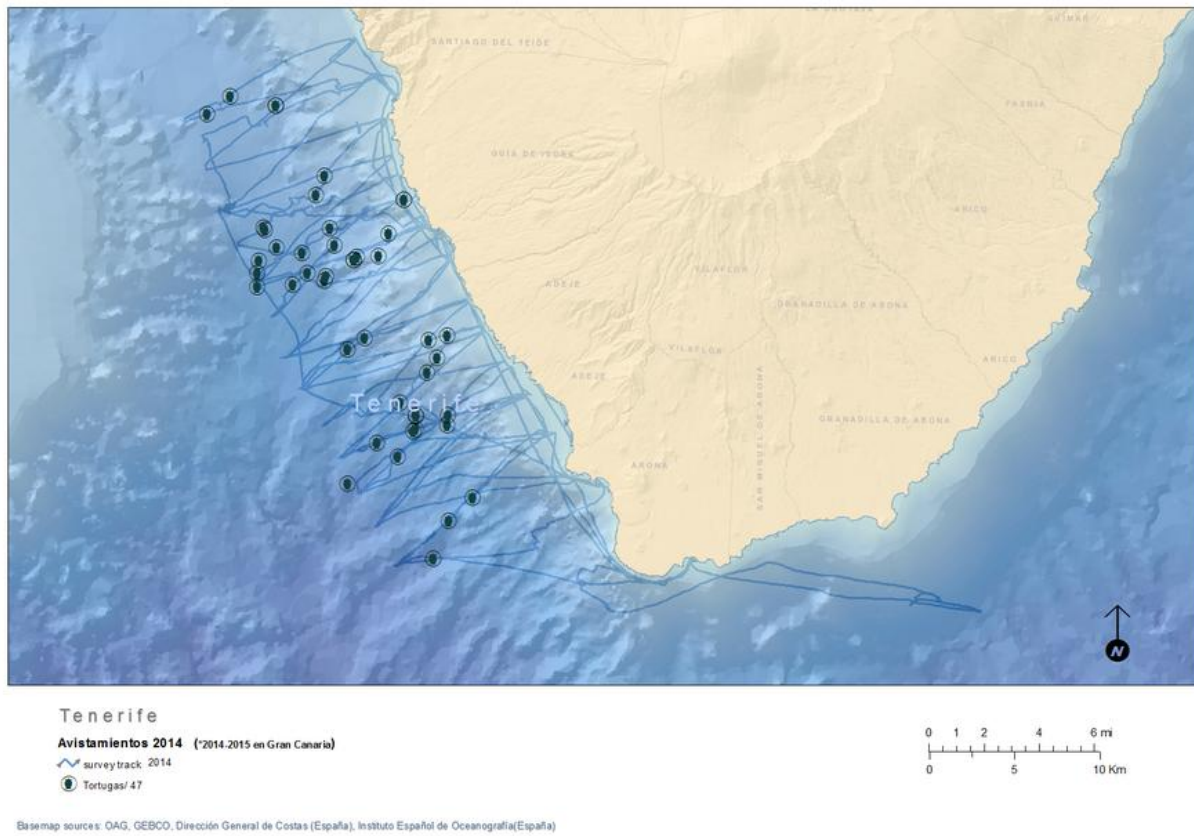 SANTIAGO DEL TEIDE
FASNIA
GUIA DE ISORA
ARICO
VILAFLOR
ADEJE
GRANADILLA DE ABONA
VILAFLOR
ARICO
ADEJE
Tenerife
GRANADILLA DE ABONA
ARONA
SAN MIGUEL DE ABONA
N
Tenerife
Avistamientos 2014 (*2014-2015 en Gran Canaria)
survey track 2014
Tortugas/ 47
0 1 2 4 6 mi
0 5 10 Km
Basemap sources: OAG, GEBCO, Dirección General de Costas (España), Instituto Español de Oceanografía(España)